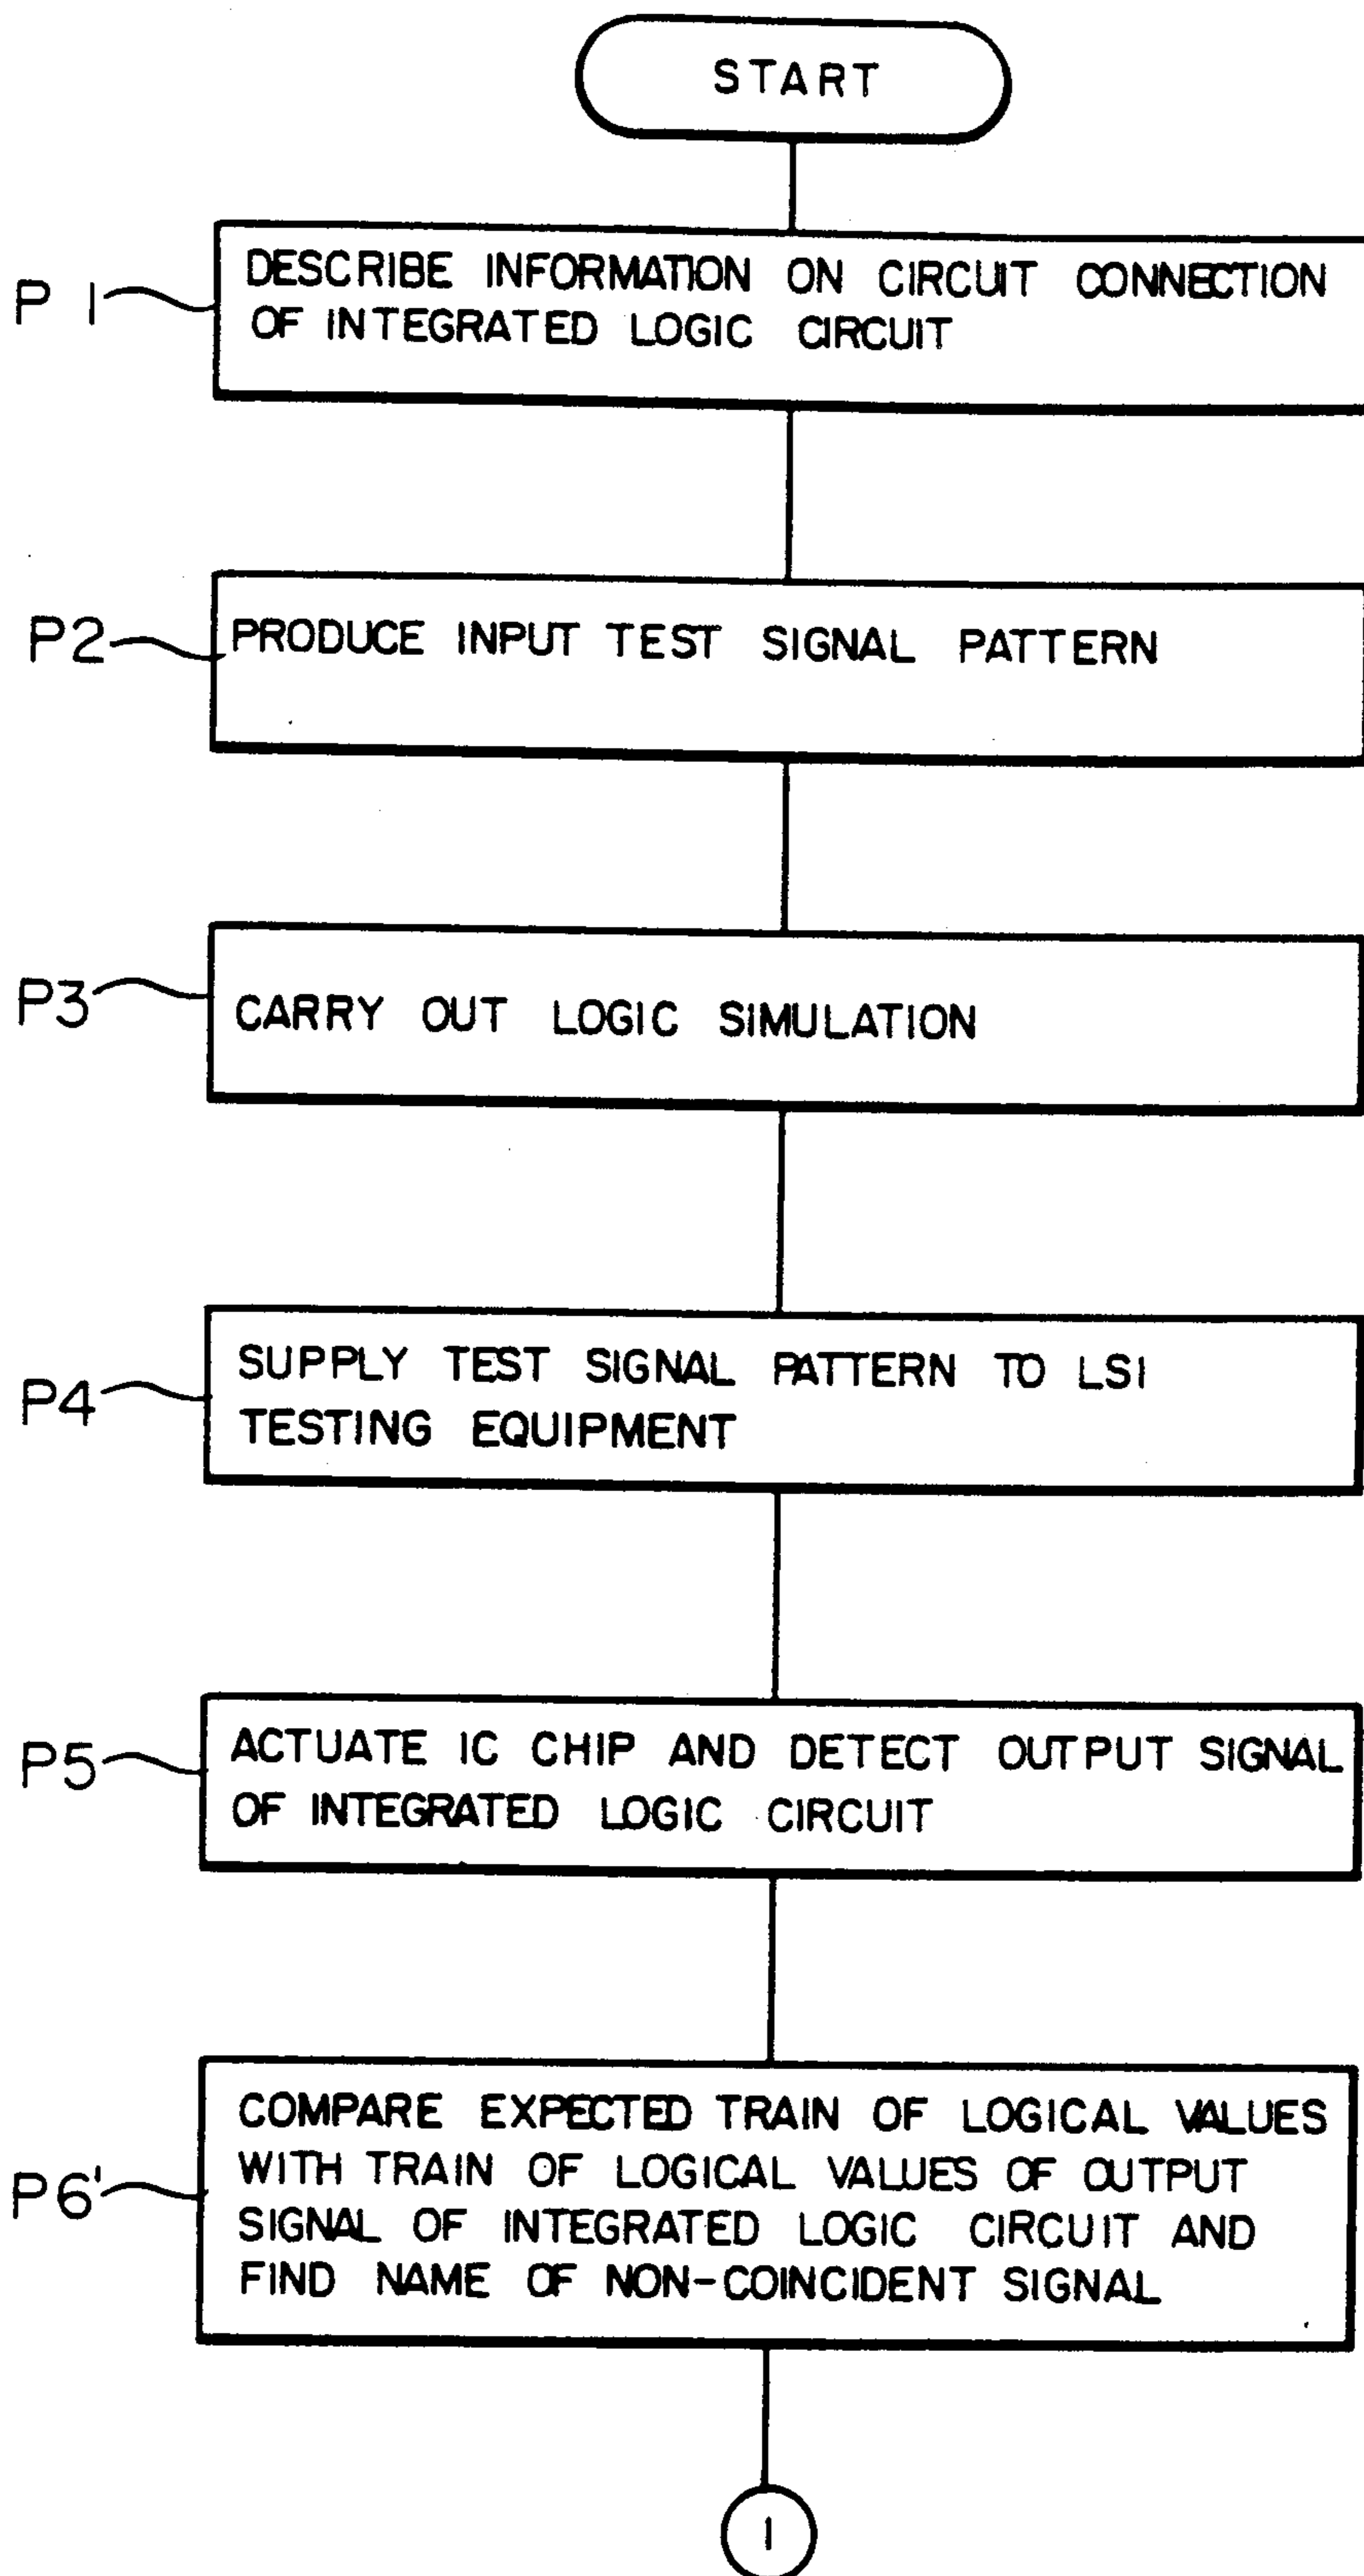 START
P1
DESCRIBE INFORMATION ON CIRCUIT CONNECTION
OF INTEGRATED LOGIC CIRCUIT
P2
PRODUCE INPUT TEST SIGNAL PATTERN
P3
CARRY OUT LOGIC SIMULATION
P4
SUPPLY TEST SIGNAL PATTERN TO LSI
TESTING EQUIPMENT
P5
ACTUATE IC CHIP AND DETECT OUTPUT SIGNAL
OF INTEGRATED LOGIC CIRCUIT
P6'
COMPARE EXPECTED TRAIN OF LOGICAL VALUES
WITH TRAIN OF LOGICAL VALUES OF OUTPUT
SIGNAL OF INTEGRATED LOGIC CIRCUIT AND
FIND NAME OF NON-COINCIDENT SIGNAL
1